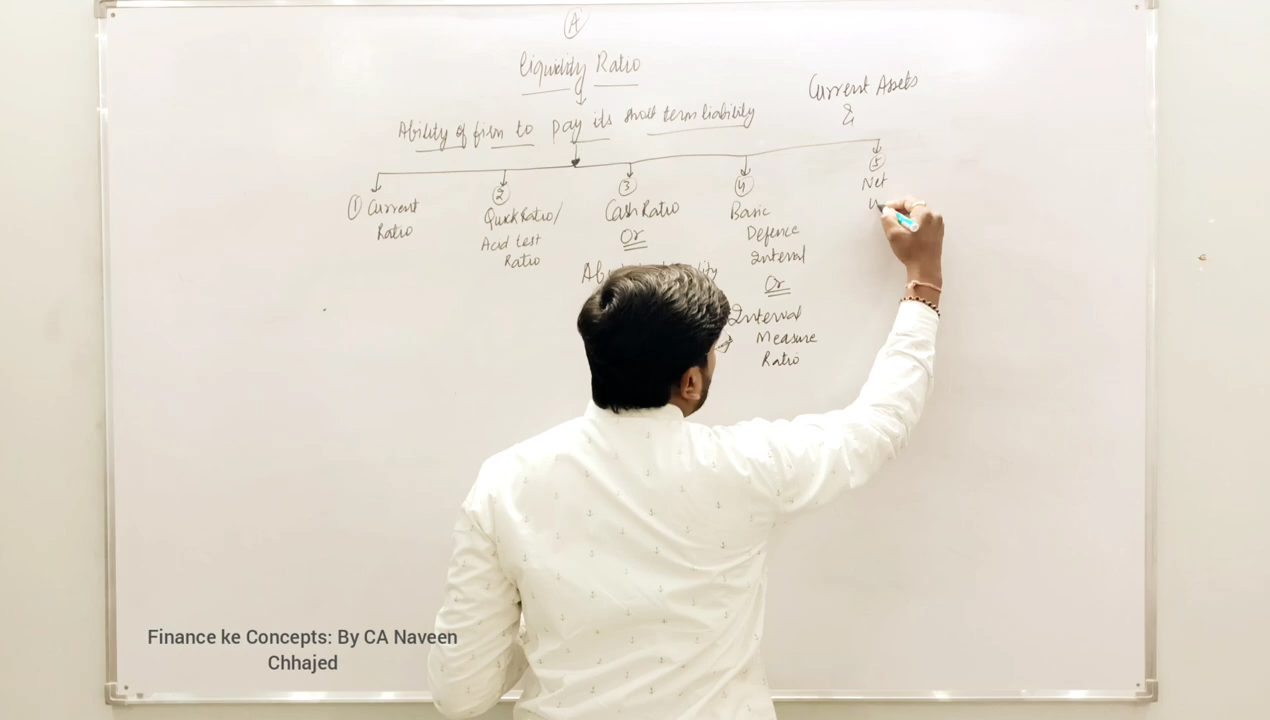 A
Liquidity Ratio
Ability of firm to pay its short term liability
Current Assets
&
① Current
Ratio
②
Quick Ratio/
Acid test
Ratio
③
Cash Ratio
Or
④
Basic
Defence
Interval
Or
Interval
Measure
Ratio
⑤
Net
Finance ke Concepts: By CA Naveen
Chhajed